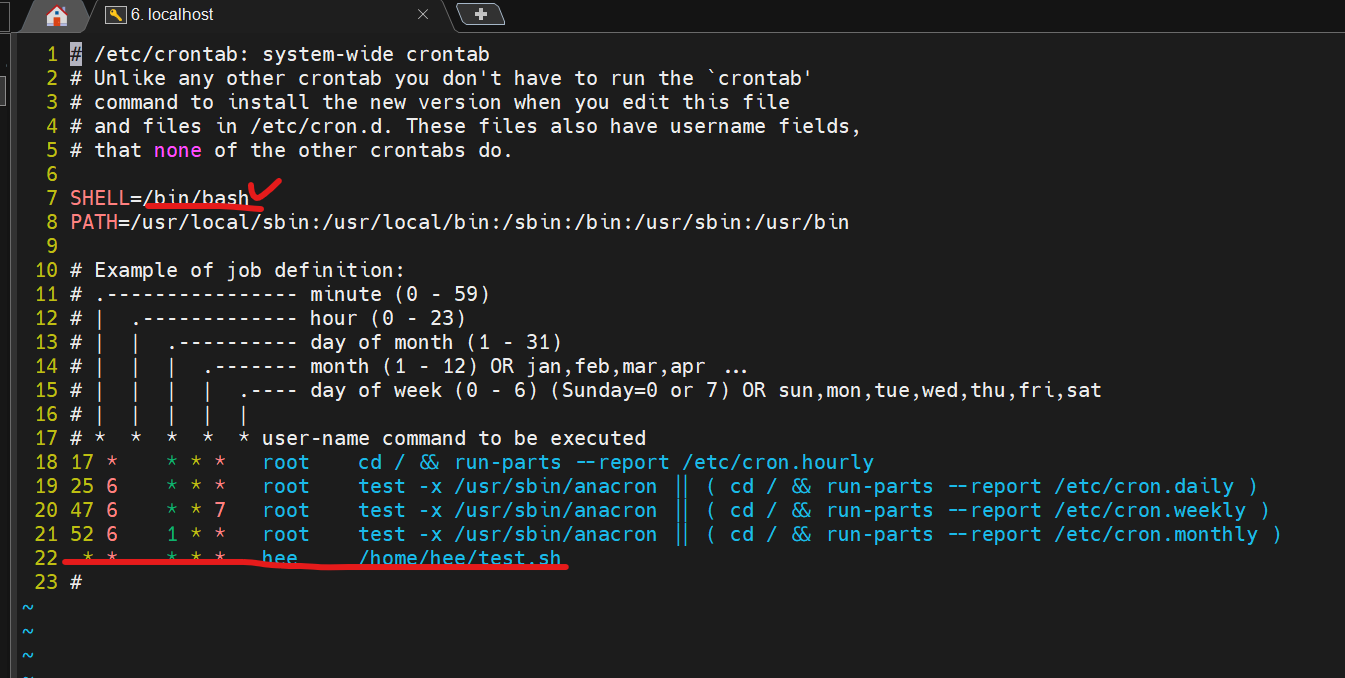 6. localhost
1 # /etc/crontab: system-wide crontab
2 # Unlike any other crontab you don't have to run the `crontab'
3 # command to install the new version when you edit this file
4 # and files in /etc/cron.d. These files also have username fields,
5 # that none of the other crontabs do.
6
7 SHELL=/bin/bash
8 PATH=/usr/local/sbin:/usr/local/bin:/sbin:/bin:/usr/sbin:/usr/bin
9
10 # Example of job definition:
11 # .---------------- minute (0 - 59)
12 # |  .------------- hour (0 - 23)
13 # |  |  .---------- day of month (1 - 31)
14 # |  |  |  .------- month (1 - 12) OR jan,feb,mar,apr ...
15 # |  |  |  |  .---- day of week (0 - 6) (Sunday=0 or 7) OR sun,mon,tue,wed,thu,fri,sat
16 # |  |  |  |  |
17 # *  *  *  *  * user-name command to be executed
18 17 *    * * *   root    cd / && run-parts --report /etc/cron.hourly
19 25 6    * * *   root    test -x /usr/sbin/anacron || ( cd / && run-parts --report /etc/cron.daily )
20 47 6    * * 7   root    test -x /usr/sbin/anacron || ( cd / && run-parts --report /etc/cron.weekly )
21 52 6    1 * *   root    test -x /usr/sbin/anacron || ( cd / && run-parts --report /etc/cron.monthly )
22  * *    * * *   hee     /home/hee/test.sh
23 #
~
~
~